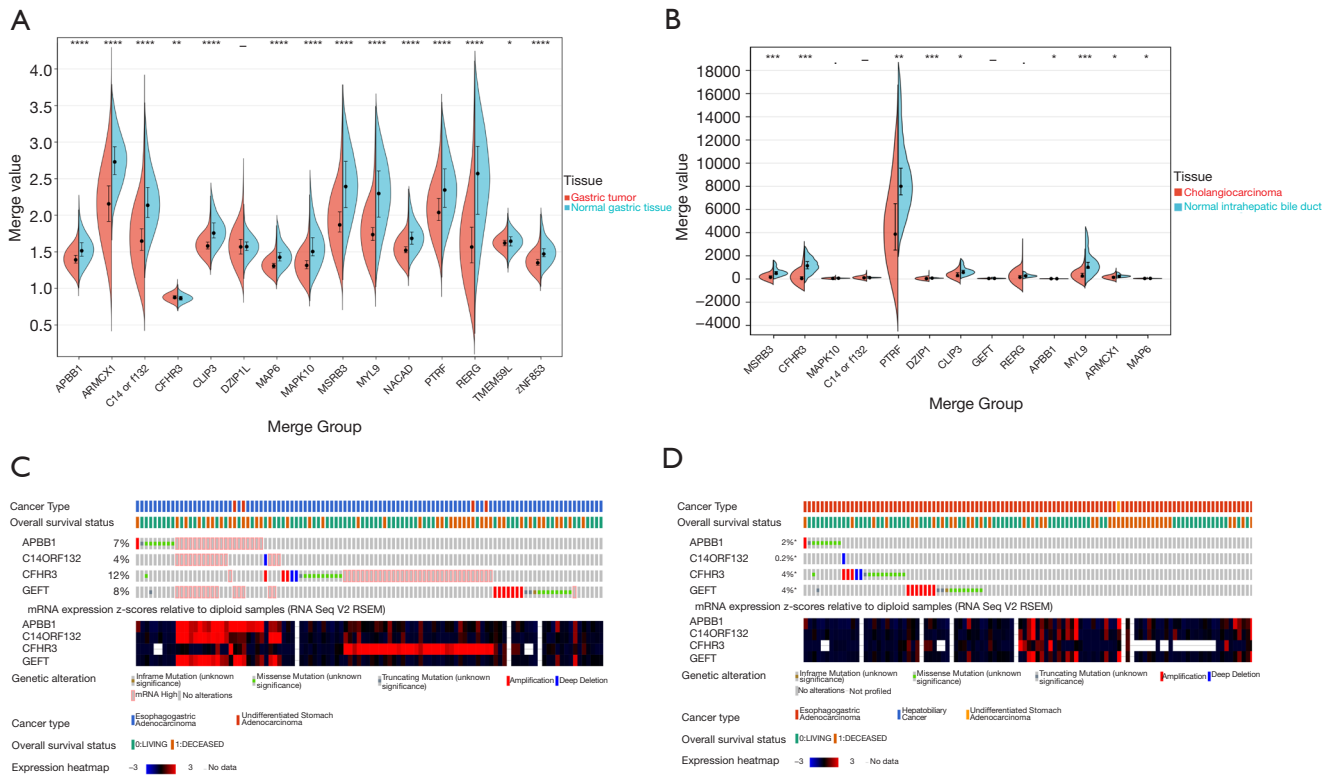 A
**** **** **** ** **** – **** **** **** **** **** **** **** * ****
4.0
3.5
3.0
2.5
2.0
1.5
1.0
0.5
Merge value
APBB1
ARMCX1
C14 or f132
CFHR3
CLIP3
DZIP1L
MAP6
MAPK10
MSRB3
MYL9
NACAD
PTRF
RERG
TMEM59L
zNF853
Merge Group
Tissue
Gastric tumor
Normal gastric tissue
B
*** *** . – ** *** * – . * *** * *
18000
16000
14000
12000
10000
8000
6000
4000
2000
0
−2000
−4000
Merge value
MSRB3
CFHR3
MAPK10
C14 or f132
PTRF
DZIP1
CLIP3
GEFT
RERG
APBB1
MYL9
ARMCX1
MAP6
Merge Group
Tissue
Cholangiocarcinoma
Normal intrahepatic bile duct
C
Cancer Type
Overall survival status
APBB1 7%
C14ORF132 4%
CFHR3 12%
GEFT 8%
mRNA expression z-scores relative to diploid samples (RNA Seq V2 RSEM)
APBB1
C14ORF132
CFHR3
GEFT
Genetic alteration
Inframe Mutation (unknown significance) Missense Mutation (unknown significance) Truncating Mutation (unknown significance) Amplification Deep Deletion
mRNA High No alterations
Cancer type
Esophagogastric Adenocarcinoma Undifferentiated Stomach Adenocarcinoma
Overall survival status 0:LIVING 1:DECEASED
Expression heatmap −3 3 No data
D
Cancer Type
Overall survival status
APBB1 2%*
C14ORF132 0.2%*
CFHR3 4%*
GEFT 4%*
mRNA expression z-scores relative to diploid samples (RNA Seq V2 RSEM)
APBB1
C14ORF132
CFHR3
GEFT
Genetic alteration
Inframe Mutation (unknown significance) Missense Mutation (unknown significance) Truncating Mutation (unknown significance) Amplification Deep Deletion
No alterations - Not profiled
Cancer type
Esophagogastric Adenocarcinoma Hepatobiliary Cancer Undifferentiated Stomach Adenocarcinoma
Overall survival status 0:LIVING 1:DECEASED
Expression heatmap −3 3 - No data